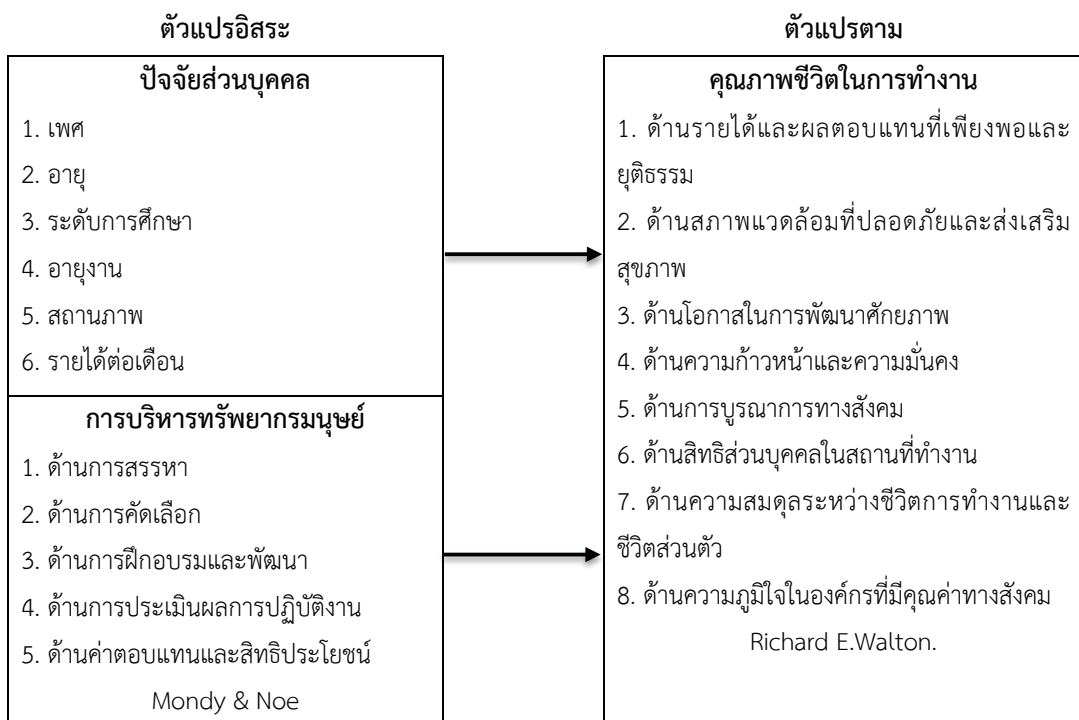 ตัวแปรอิสระ
ปัจจัยส่วนบุคคล
1. เพศ
2. อายุ
3. ระดับการศึกษา
4. อายุงาน
5. สถานภาพ
6. รายได้ต่อเดือน
การบริหารทรัพยากรมนุษย์
1. ด้านการสรรหา
2. ด้านการคัดเลือก
3. ด้านการฝึกอบรมและพัฒนา
4. ด้านการประเมินผลการปฏิบัติงาน
5. ด้านค่าตอบแทนและสิทธิประโยชน์
Mondy & Noe
ตัวแปรตาม
คุณภาพชีวิตในการทำงาน
1. ด้านรายได้และผลตอบแทนที่เพียงพอและ
ยุติธรรม
2. ด้านสภาพแวดล้อมที่ปลอดภัยและส่งเสริม
สุขภาพ
3. ด้านโอกาสในการพัฒนาศักยภาพ
4. ด้านความก้าวหน้าและความมั่นคง
5. ด้านการบูรณาการทางสังคม
6. ด้านสิทธิส่วนบุคคลในสถานที่ทำงาน
7. ด้านความสมดุลระหว่างชีวิตการทำงานและ
ชีวิตส่วนตัว
8. ด้านความภูมิใจในองค์กรที่มีคุณค่าทางสังคม
Richard E.Walton.